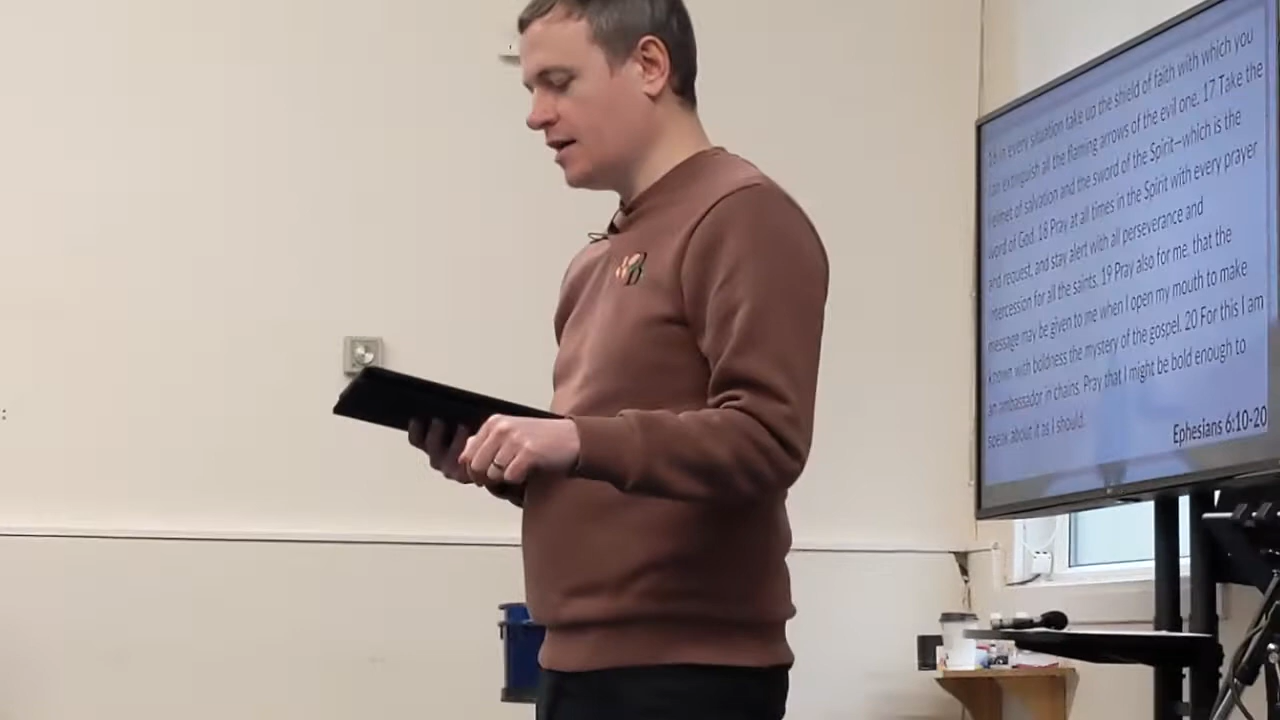 16 In every situation take up the shield of faith with which you
can extinguish all the flaming arrows of the evil one. 17 Take the
helmet of salvation and the sword of the Spirit—which is the
word of God. 18 Pray at all times in the Spirit with every prayer
and request, and stay alert with all perseverance and
intercession for all the saints. 19 Pray also for me, that the
message may be given to me when I open my mouth to make
known with boldness the mystery of the gospel. 20 For this I am
an ambassador in chains. Pray that I might be bold enough to
speak about it as I should.
Ephesians 6:10-20